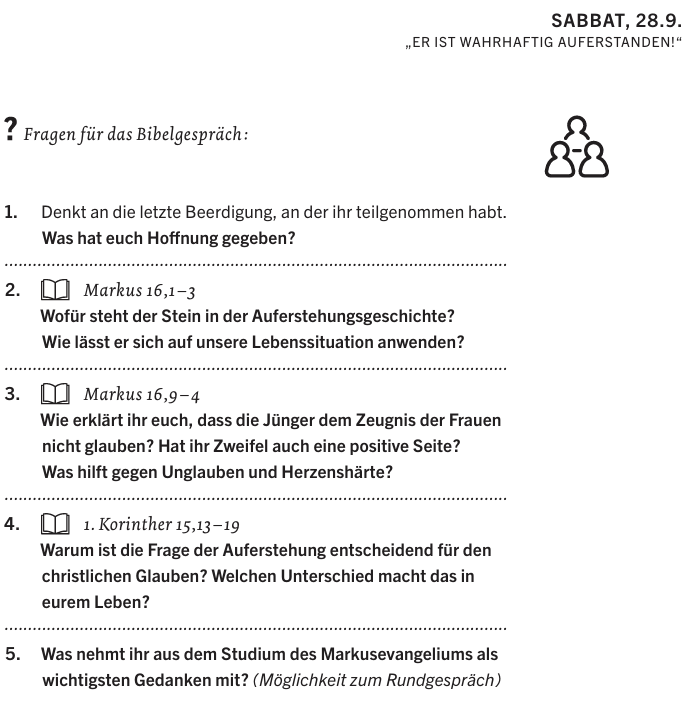 SABBAT, 28.9.
„ER IST WAHRHAFTIG AUFERSTANDEN!“
? Fragen für das Bibelgespräch:
1. Denkt an die letzte Beerdigung, an der ihr teilgenommen habt.
Was hat euch Hoffnung gegeben?
2. Markus 16,1–3
Wofür steht der Stein in der Auferstehungsgeschichte?
Wie lässt er sich auf unsere Lebenssituation anwenden?
3. Markus 16,9–4
Wie erklärt ihr euch, dass die Jünger dem Zeugnis der Frauen
nicht glauben? Hat ihr Zweifel auch eine positive Seite?
Was hilft gegen Unglauben und Herzenshärte?
4. 1. Korinther 15,13–19
Warum ist die Frage der Auferstehung entscheidend für den
christlichen Glauben? Welchen Unterschied macht das in
eurem Leben?
5. Was nehmt ihr aus dem Studium des Markusevangeliums als
wichtigsten Gedanken mit? (Möglichkeit zum Rundgespräch)